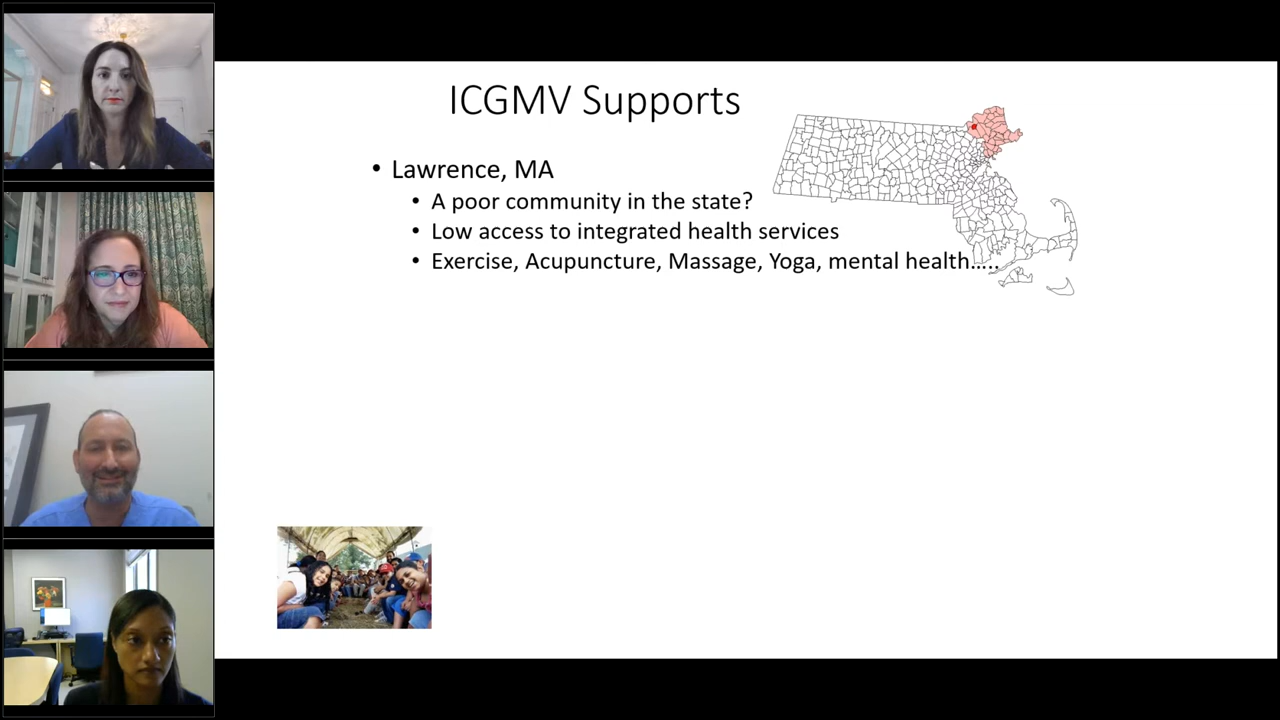 ICGMV Supports
• Lawrence, MA
• A poor community in the state?
• Low access to integrated health services
• Exercise, Acupuncture, Massage, Yoga, mental health…..